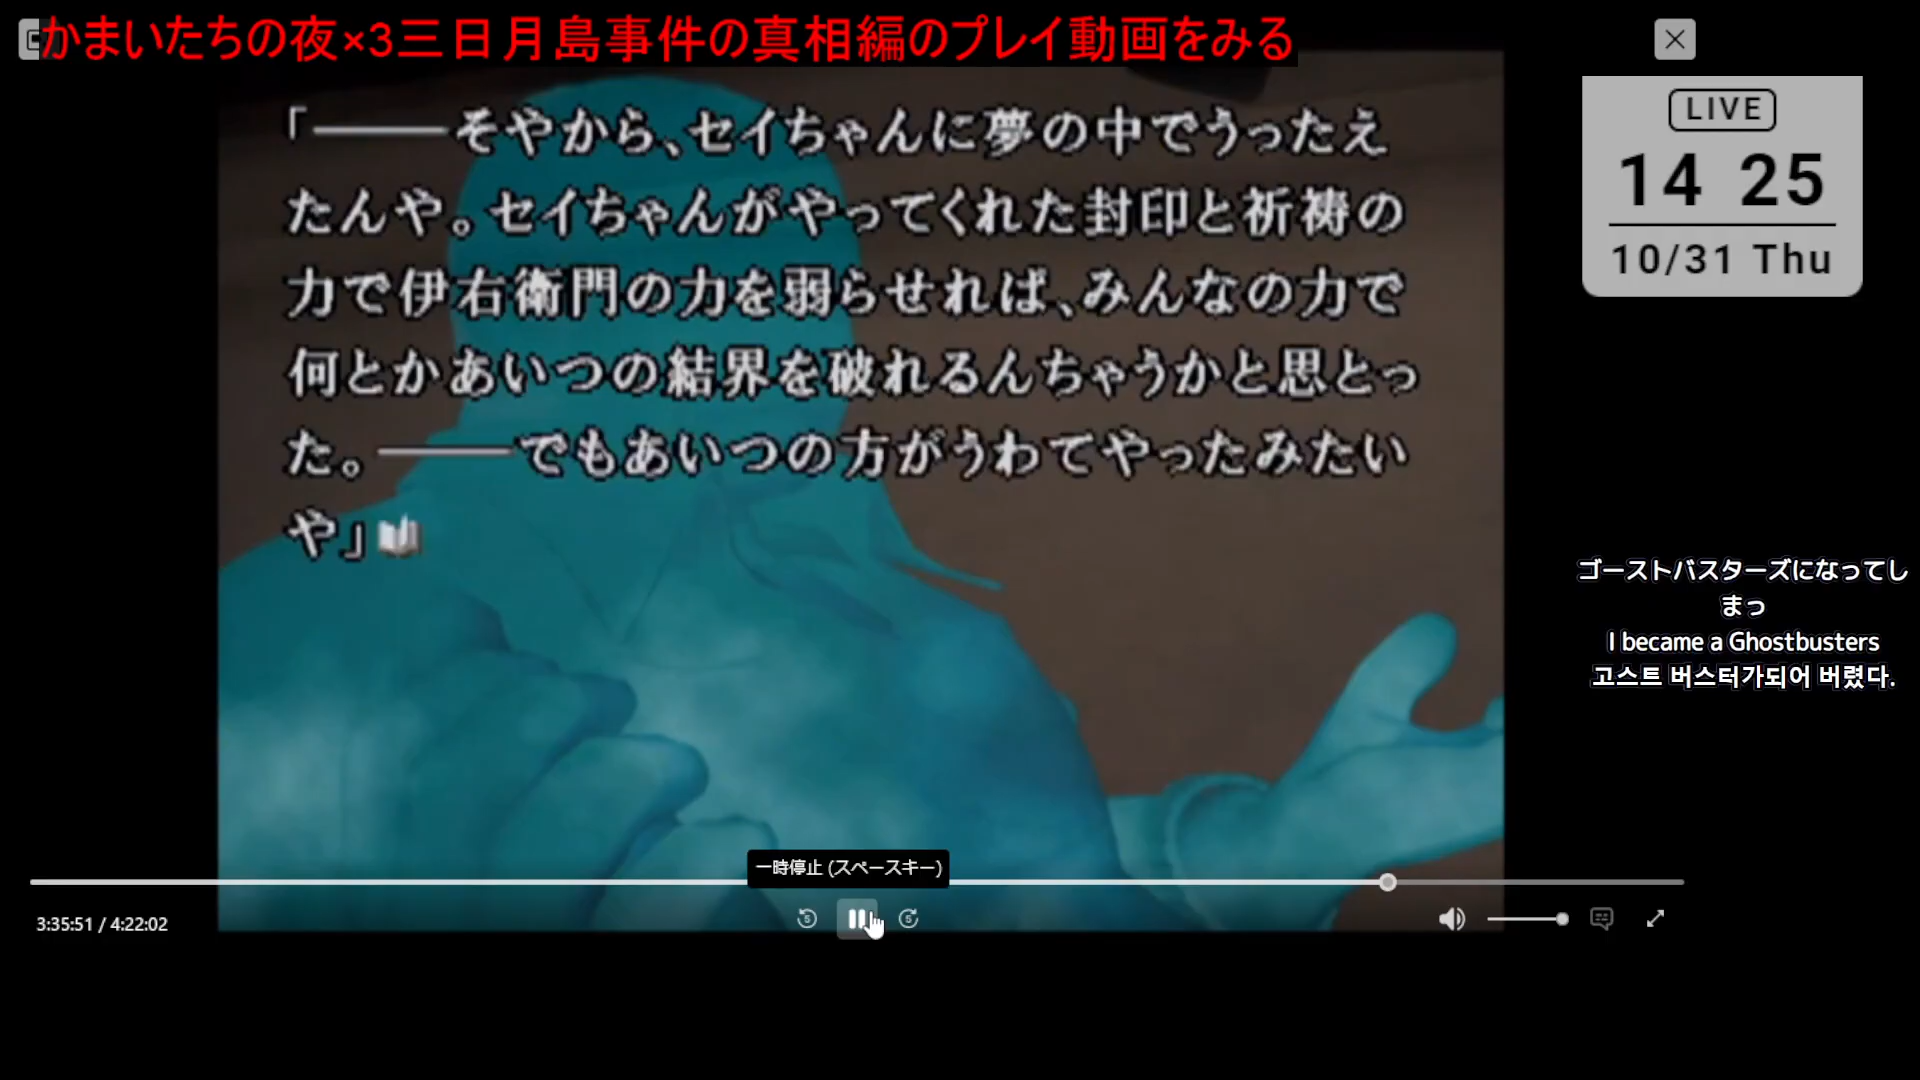 かまいたちの夜×3三日月島事件の真相編のプレイ動画をみる
LIVE
14 25
10/31 Thu
「───そやから、セイちゃんに夢の中でうったえ
たんや。セイちゃんがやってくれた封印と祈祷の
力で伊右衛門の力を弱らせれば、みんなの力で
何とかあいつの結界を破れるんちゃうかと思とっ
た。───でもあいつの方がうわてやったみたい
や」
ゴーストバスターズになってし
まっ
I became a Ghostbusters
고스트 버스터가되어 버렸다.
一時停止 (スペースキー)
3:35:51 / 4:22:02
5
5